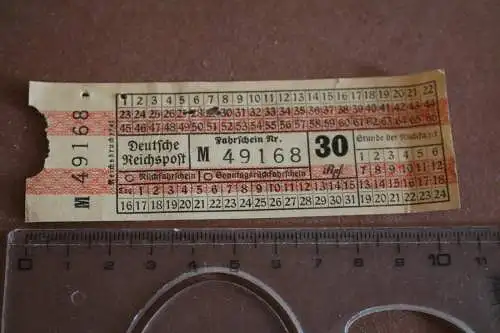 1 2 3 4 5 6 7 8 9 10 11 12 13 14 15 16 17 18 19 20 21 22
23 24 25 26 27 28 29 30 31 32 33 34 35 36 37 38 39 40 41 42 43 44
45 46 47 48 49 50 51 52 53 54 55 56 57 58 59 60 61 62 63 64 65 66
M 49168
Deutsche Reichspost
Fahrschein Nr.
M 49168
30
Rpf
Stunde der Rückfahrt
1 2 3 4 5 6
7 8 9 10 11 12
Rückfahrschein
Sonntagsrückfahrschein
13 14 15 16 17 18
1 2 3 4 5 6 7 8 9 10 11 12 13 14 15
16 17 18 19 20 21 22 23 24 25 26 27 28 29 30 31
19 20 21 22 23 24
0 1 2 3 4 5 6 7 8 9 10 11